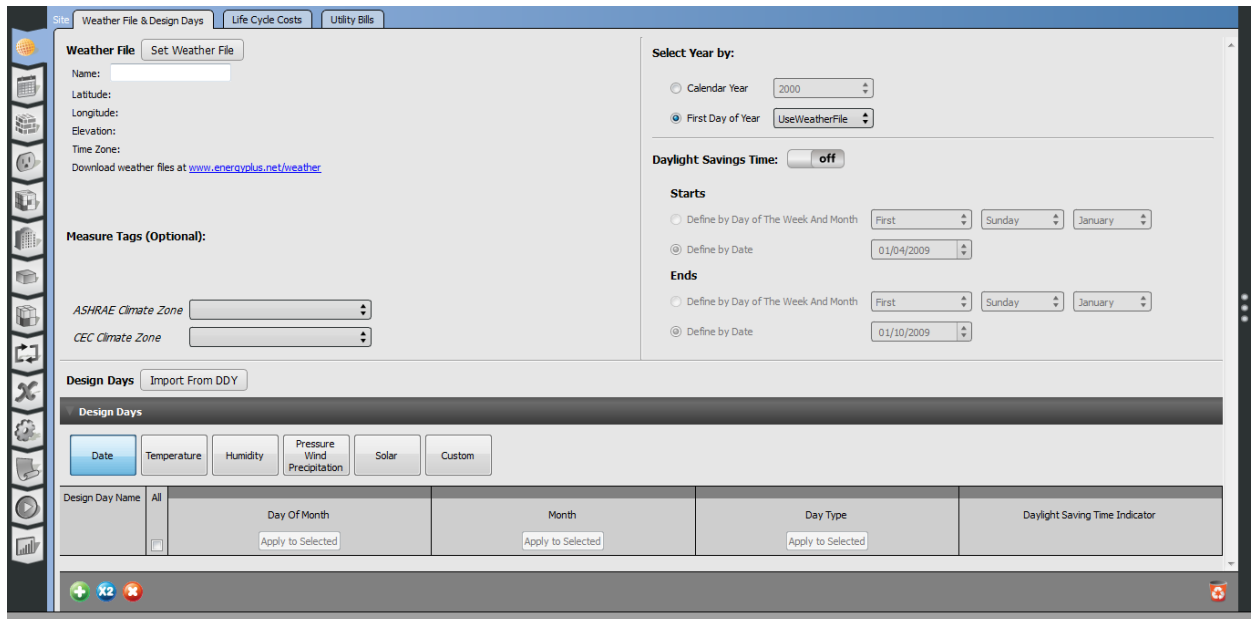 Site
Weather File & Design Days
Life Cycle Costs
Utility Bills
Weather File
Set Weather File
Name:
Latitude:
Longitude:
Elevation:
Time Zone:
Download weather files at www.energyplus.net/weather
Measure Tags (Optional):
ASHRAE Climate Zone
CEC Climate Zone
Select Year by:
Calendar Year
2000
First Day of Year
UseWeatherFile
Daylight Savings Time:
off
Starts
Define by Day of The Week And Month
First
Sunday
January
Define by Date
01/04/2009
Ends
Define by Day of The Week And Month
First
Sunday
January
Define by Date
01/10/2009
Design Days
Import From DDY
Design Days
Date
Temperature
Humidity
Pressure
Wind
Precipitation
Solar
Custom
Design Day Name
All
Day Of Month
Month
Day Type
Daylight Saving Time Indicator
Apply to Selected
Apply to Selected
Apply to Selected
X2